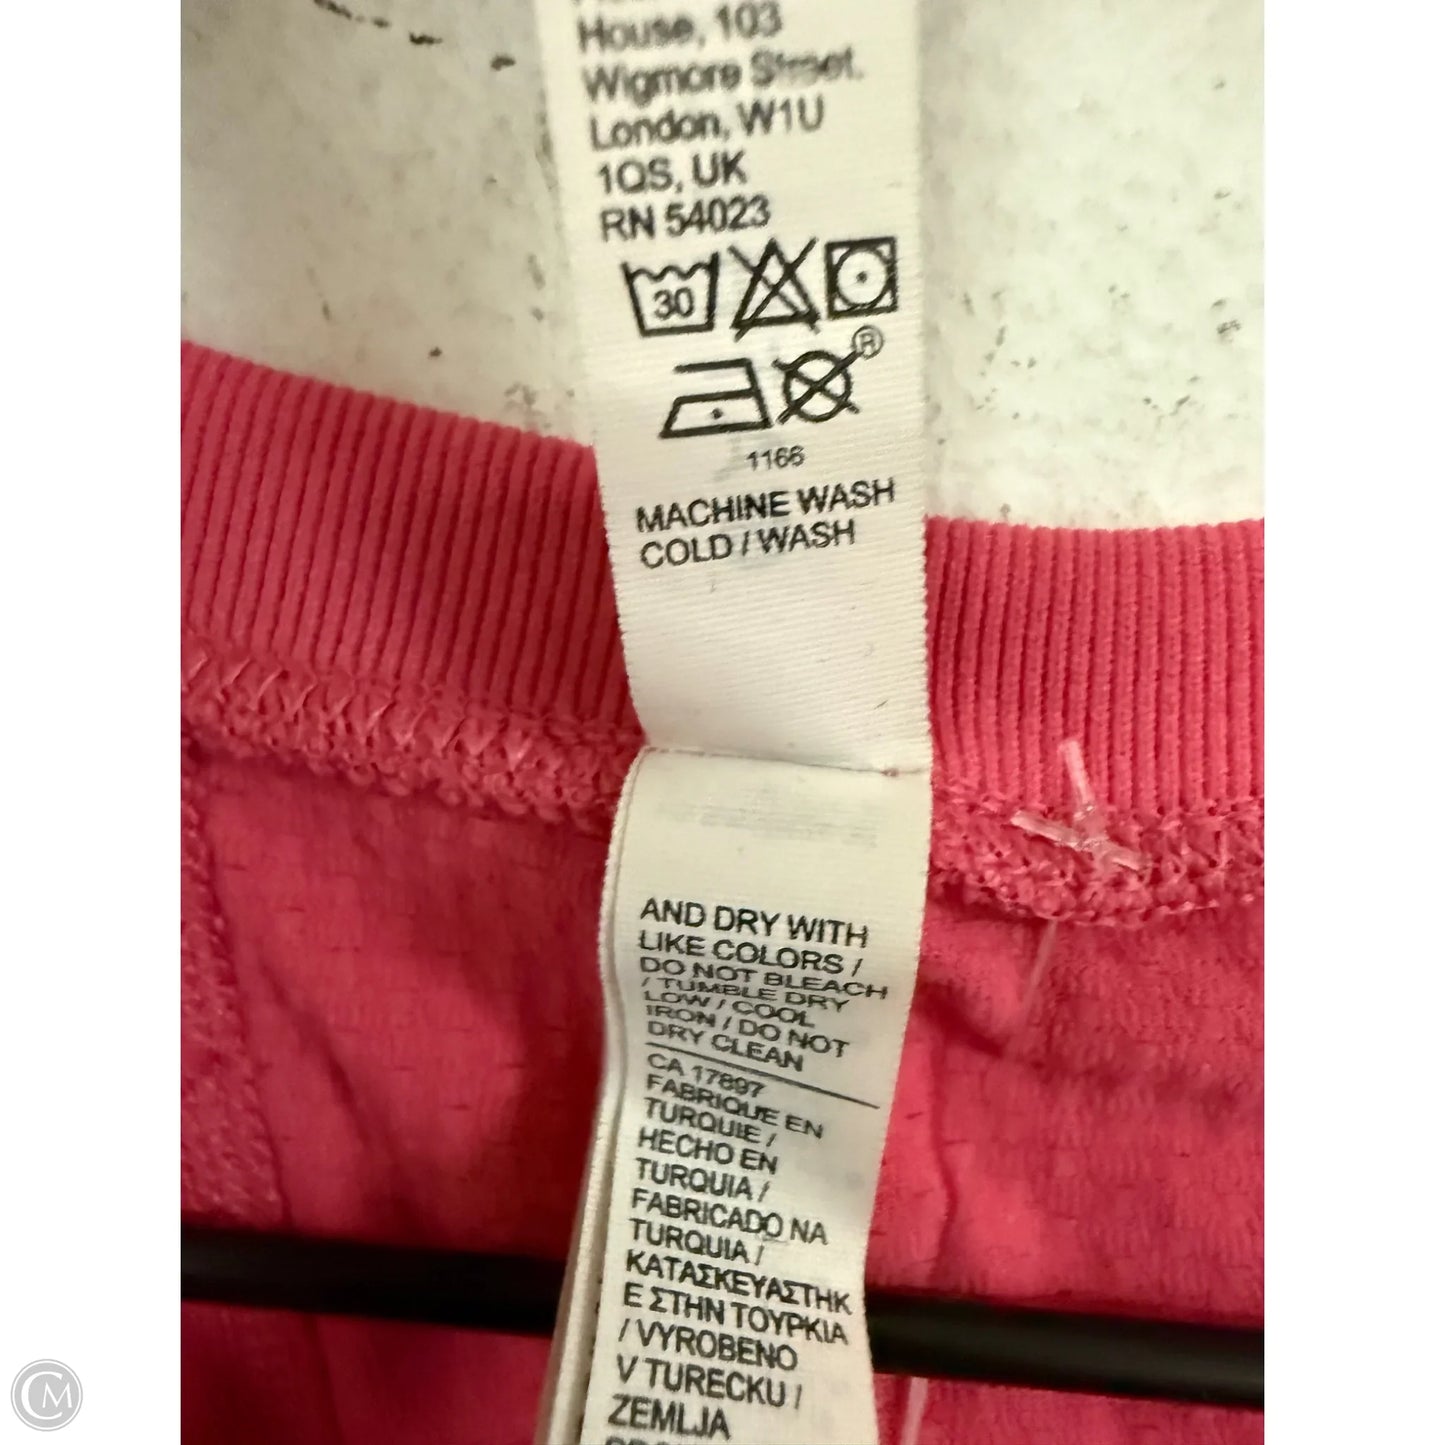 House, 103
Wigmore Street.
London, W1U
1QS, UK
RN 54023
30
R
1166
MACHINE WASH
COLD / WASH
AND DRY WITH
LIKE COLORS /
DO NOT BLEACH
/ TUMBLE DRY
LOW / COOL
IRON / DO NOT
DRY CLEAN
CA 17897
FABRIQUE EN
TURQUIE /
HECHO EN
TURQUIA /
FABRICADO NA
TURQUIA /
ΚΑΤΑΣΚΕΥΑΣΤΗΚ
Ε ΣΤΗΝ ΤΟΥΡΚΙΑ
/ VYROBENO
V TURECKU /
ZEMLJA
CM